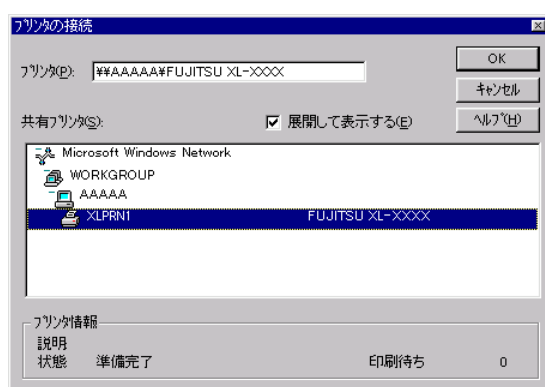 プリンタの接続
OK
プリンタ(P): ¥¥AAAAA¥FUJITSU XL-XXXX
キャンセル
共有プリンタ(S): 展開して表示する(E) ヘルプ(H)
Microsoft Windows Network
WORKGROUP
AAAAA
XLPRN1 FUJITSU XL-XXXX
プリンタ情報
説明
状態 準備完了 印刷待ち 0